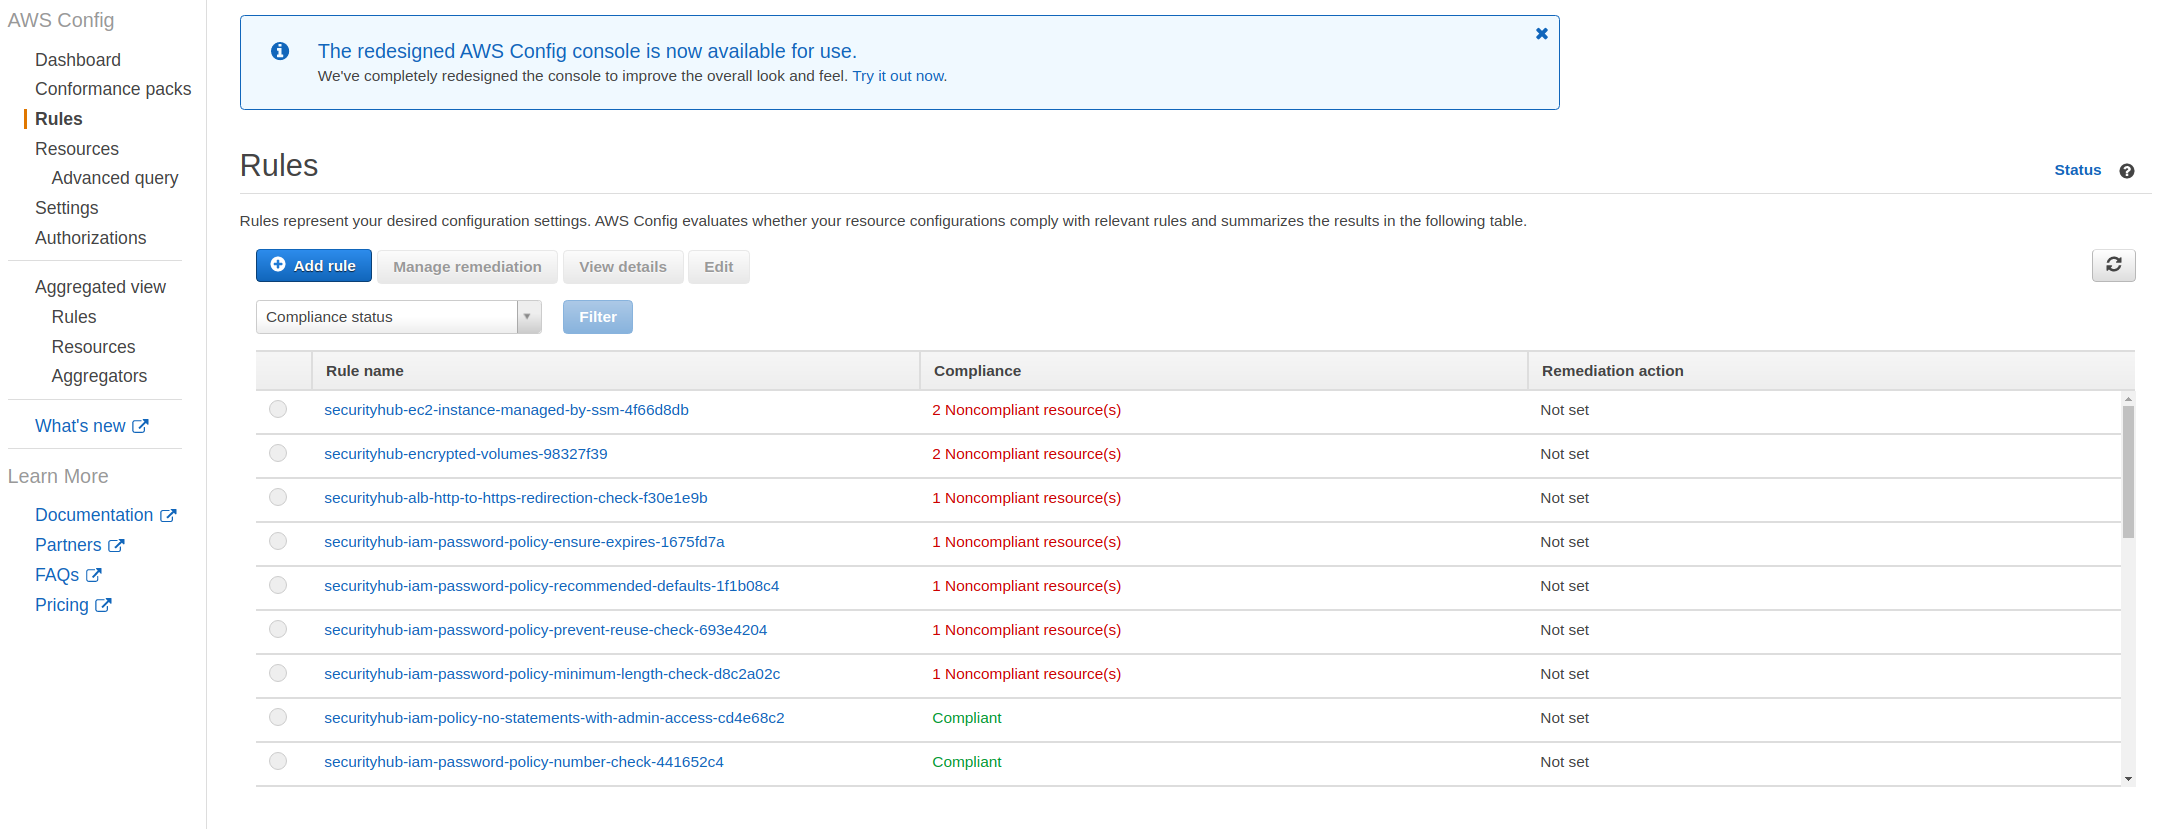 AWS Config
Dashboard
Conformance packs
Rules
Resources
Advanced query
Settings
Authorizations
Aggregated view
Rules
Resources
Aggregators
What's new
Learn More
Documentation
Partners
FAQs
Pricing
The redesigned AWS Config console is now available for use.
We've completely redesigned the console to improve the overall look and feel. Try it out now.
Rules
Status
Rules represent your desired configuration settings. AWS Config evaluates whether your resource configurations comply with relevant rules and summarizes the results in the following table.
Add rule Manage remediation View details Edit
Compliance status Filter
Rule name Compliance Remediation action
securityhub-ec2-instance-managed-by-ssm-4f66d8db 2 Noncompliant resource(s) Not set
securityhub-encrypted-volumes-98327f39 2 Noncompliant resource(s) Not set
securityhub-alb-http-to-https-redirection-check-f30e1e9b 1 Noncompliant resource(s) Not set
securityhub-iam-password-policy-ensure-expires-1675fd7a 1 Noncompliant resource(s) Not set
securityhub-iam-password-policy-recommended-defaults-1f1b08c4 1 Noncompliant resource(s) Not set
securityhub-iam-password-policy-prevent-reuse-check-693e4204 1 Noncompliant resource(s) Not set
securityhub-iam-password-policy-minimum-length-check-d8c2a02c 1 Noncompliant resource(s) Not set
securityhub-iam-policy-no-statements-with-admin-access-cd4e68c2 Compliant Not set
securityhub-iam-password-policy-number-check-441652c4 Compliant Not set